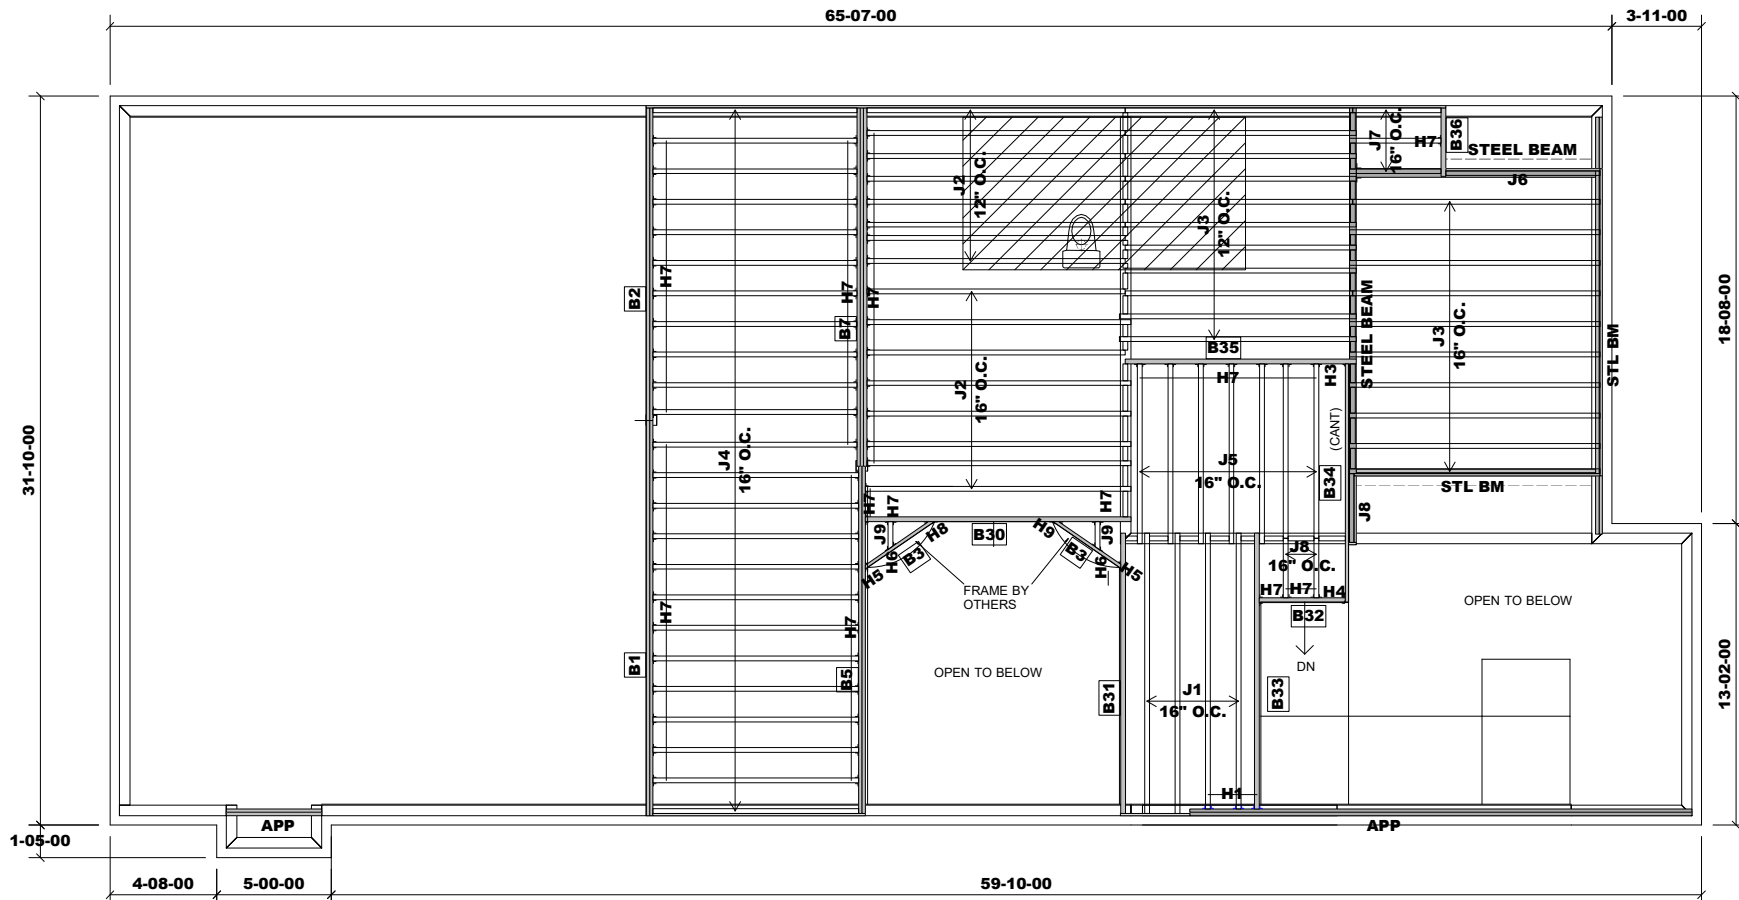 65-07-00
3-11-00
31-10-00
18-08-00
13-02-00
1-05-00
4-08-00
5-00-00
59-10-00
J4
16" O.C.
J2
12" O.C.
J2
16" O.C.
J3
12" O.C.
J7
16" O.C.
H7
B36
STEEL BEAM
J6
J3
16" O.C.
STEEL BEAM
STL BM
STL BM
B2
H7
B7
H7
H7
B35
H7
H3
(CANT)
J5
16" O.C.
B34
J8
H7
H7
H7
J9
H8
B3
H6
H5
B30
H9
B3
J9
H6
H5
FRAME BY
OTHERS
J8
16" O.C.
H7
H7
H4
B32
DN
OPEN TO BELOW
OPEN TO BELOW
B1
H7
H7
B5
B31
J1
16" O.C.
B33
H1
APP
APP